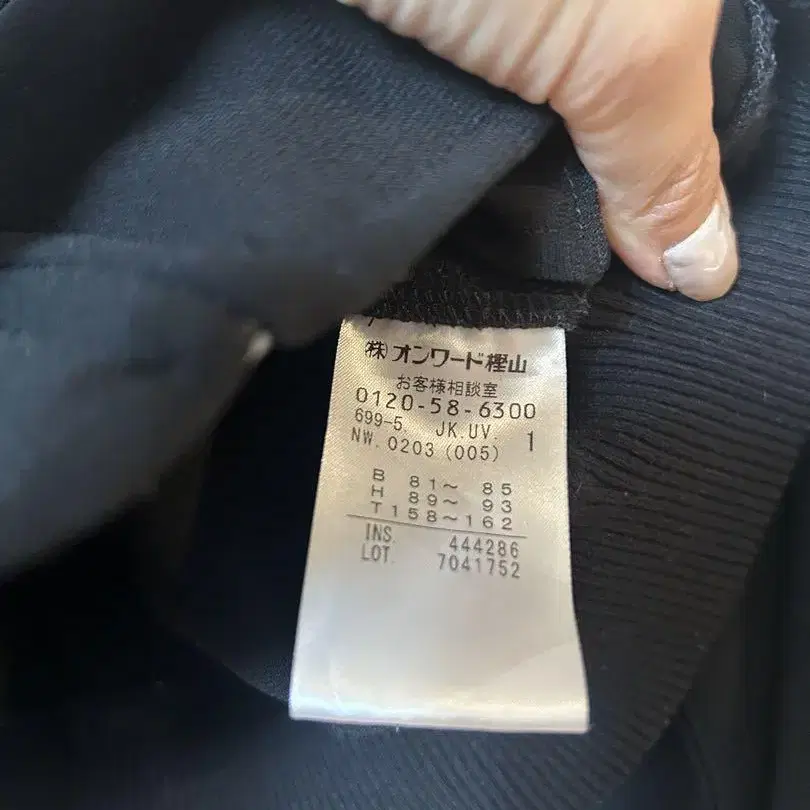 (株)オンワード樫山
お客様相談室
0120-58-6300
699-5 JK.UV. 1
NW. 0203 (005)
B 81～ 85
H 89～ 93
T158～162
INS. 444286
LOT. 7041752